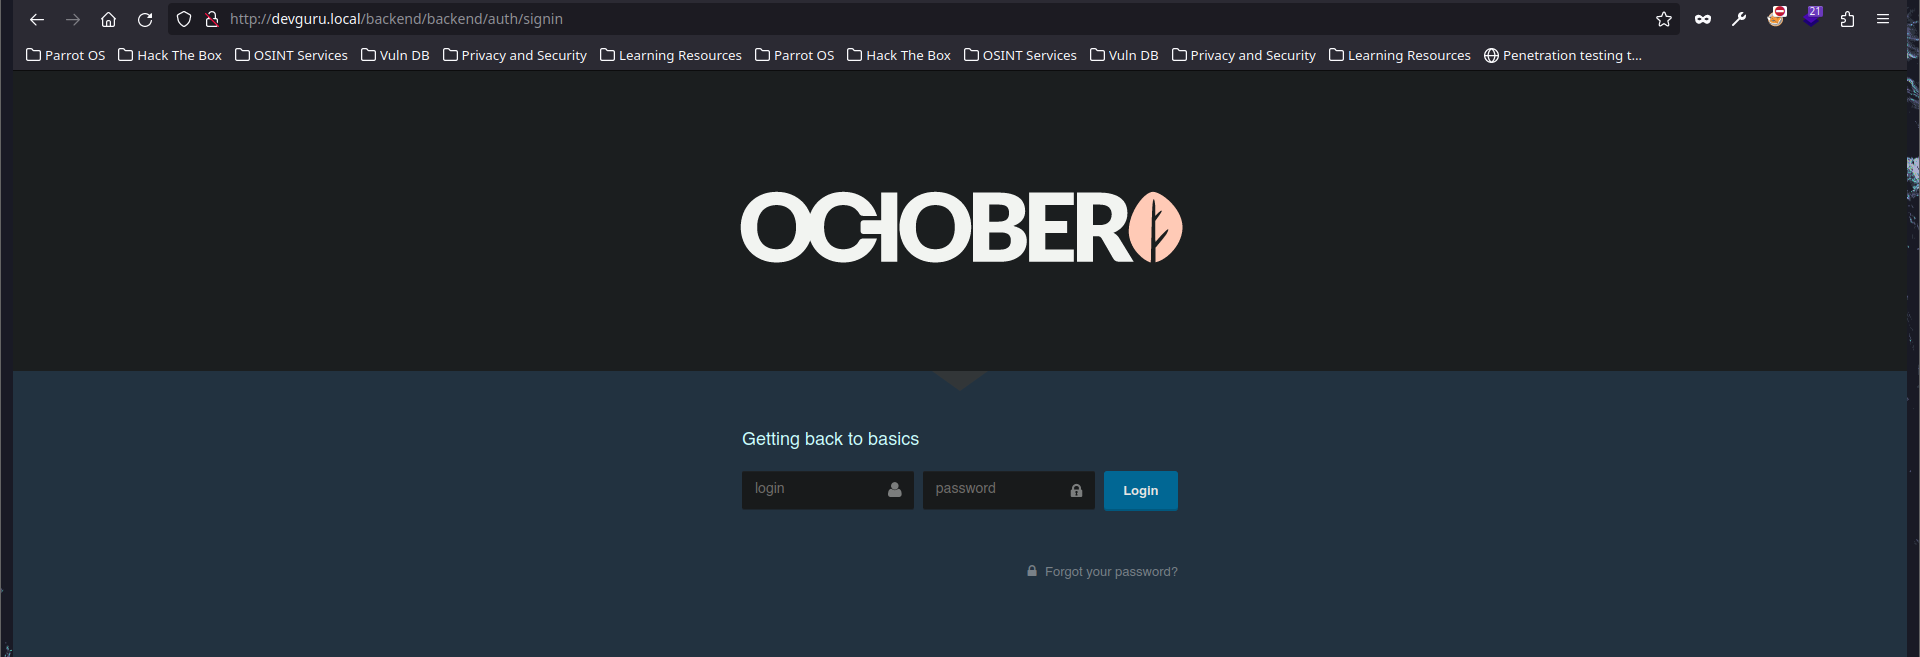 http://devguru.local/backend/backend/auth/signin
21
Parrot OS Hack The Box OSINT Services Vuln DB Privacy and Security Learning Resources Parrot OS Hack The Box OSINT Services Vuln DB Privacy and Security Learning Resources Penetration testing t...
OCTOBER
Getting back to basics
login password Login
Forgot your password?